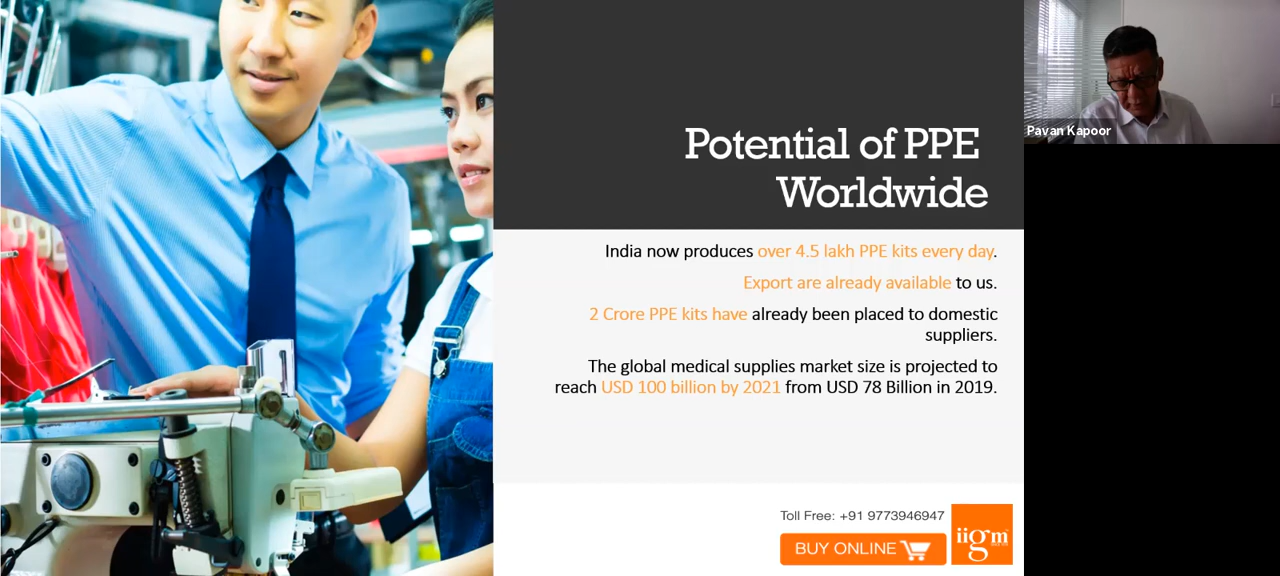 Potential of PPE
Worldwide
India now produces over 4.5 lakh PPE kits every day.
Export are already available to us.
2 Crore PPE kits have already been placed to domestic
suppliers.
The global medical supplies market size is projected to
reach USD 100 billion by 2021 from USD 78 Billion in 2019.
Toll Free: +91 9773946947
BUY ONLINE
iigm
Pavan Kapoor